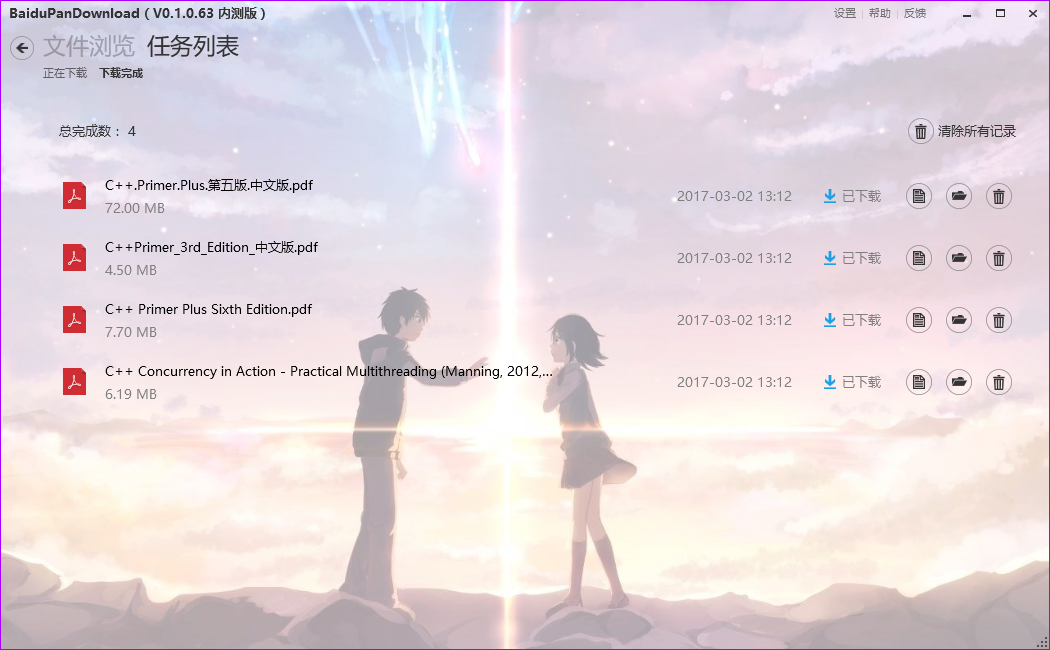 BaiduPanDownload ( V0.1.0.63 内测版 )
设置 | 帮助 | 反馈
文件浏览 任务列表
正在下载 下载完成
总完成数： 4
清除所有记录
C++.Primer.Plus.第五版.中文版.pdf
72.00 MB
2017-03-02 13:12
已下载
C++Primer_3rd_Edition_中文版.pdf
4.50 MB
2017-03-02 13:12
已下载
C++ Primer Plus Sixth Edition.pdf
7.70 MB
2017-03-02 13:12
已下载
C++ Concurrency in Action - Practical Multithreading (Manning, 2012,...
6.19 MB
2017-03-02 13:12
已下载